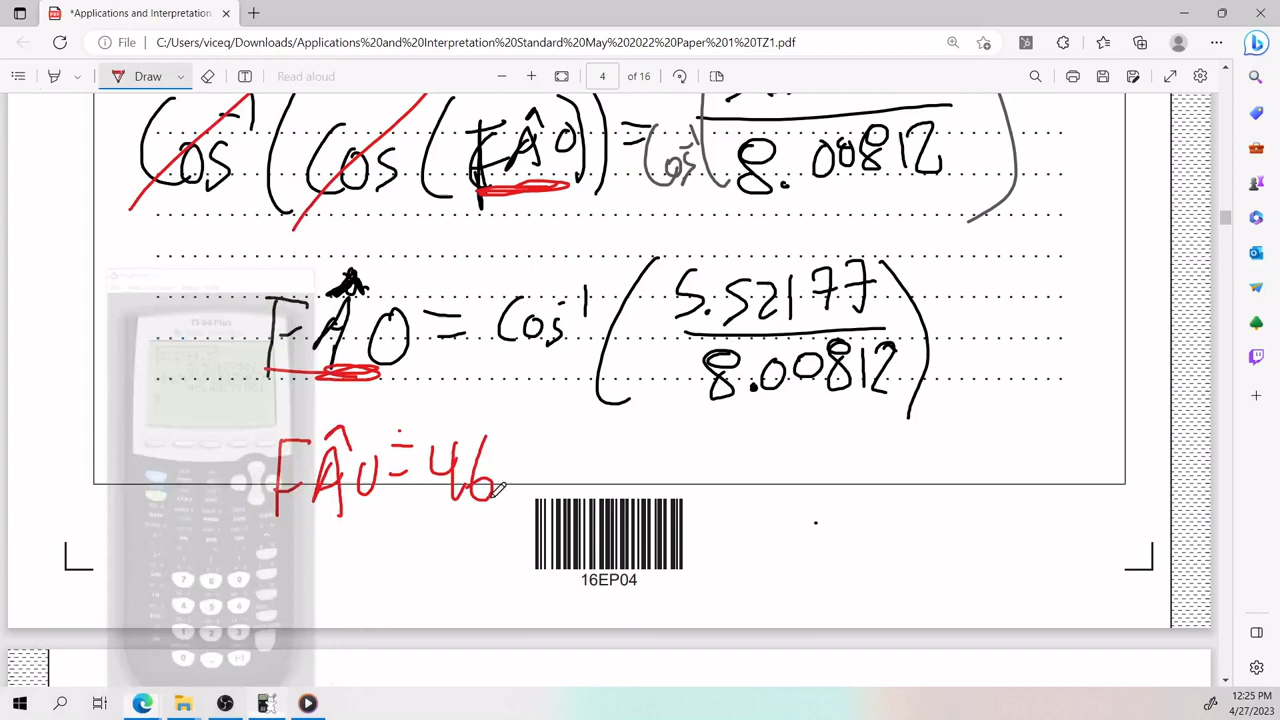 *Applications and Interpretation
File C:/Users/viceq/Downloads/Applications%20and%20Interpretation%20Standard%20May%202022%20Paper%201%20TZ1.pdf
Draw Read aloud 4 of 16
Cos⁻¹(Cos(FÂO)) = Cos⁻¹(
8.00812)
FÂO = Cos⁻¹(5.52177
8.00812)
FÂO = 46
16EP04
12:25 PM
4/27/2023